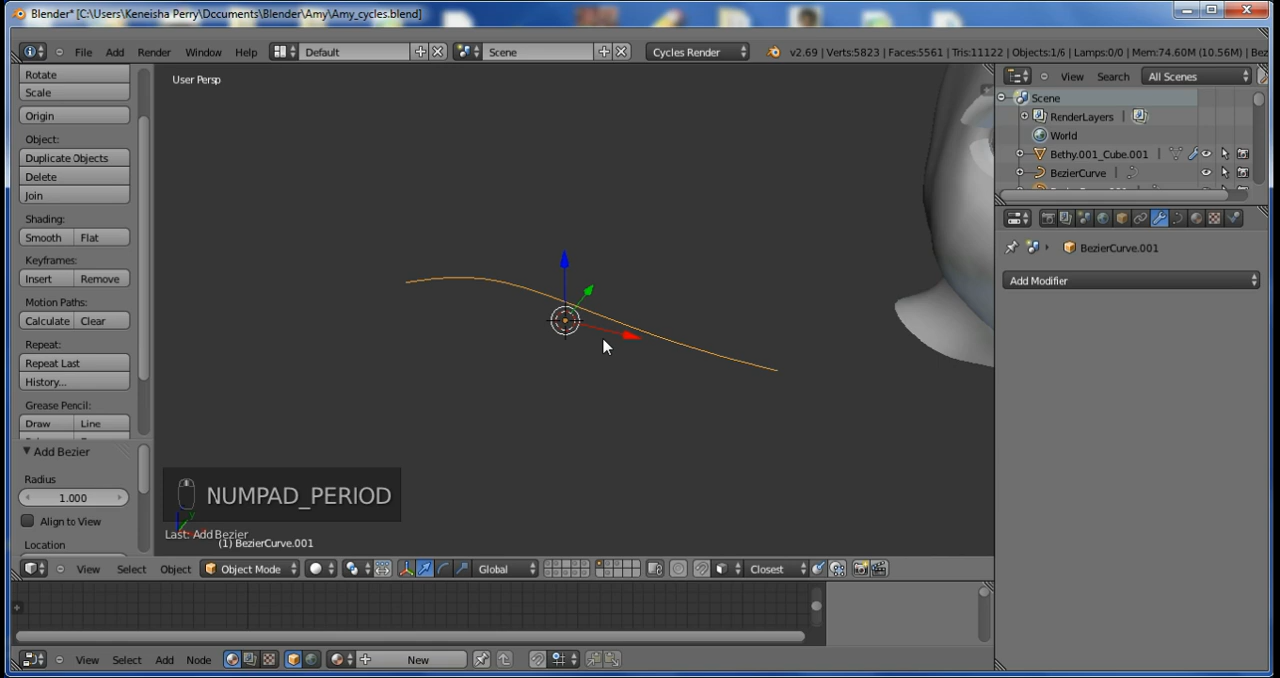 Blender* [C:\Users\Keneisha Perry\Documents\Blender\Amy\Amy_cycles.blend]
File Add Render Window Help Default Scene Cycles Render v2.69 | Verts:5823 | Faces:5561 | Tris:11122 | Objects:1/6 | Lamps:0/0 | Mem:74.60M (10.56M) | Bez
Rotate
Scale
Origin
Object:
Duplicate Objects
Delete
Join
Shading:
Smooth Flat
Keyframes:
Insert Remove
Motion Paths:
Calculate Clear
Repeat:
Repeat Last
History...
Grease Pencil:
Draw Line
Add Bezier
Radius
1.000
Align to View
Location
User Persp
NUMPAD_PERIOD
Last: Add Bezier
(1) BezierCurve.001
View Search All Scenes
Scene
RenderLayers
World
Bethy.001_Cube.001
BezierCurve
BezierCurve.001
Add Modifier
View Select Object Object Mode Global Closest
View Select Add Node New